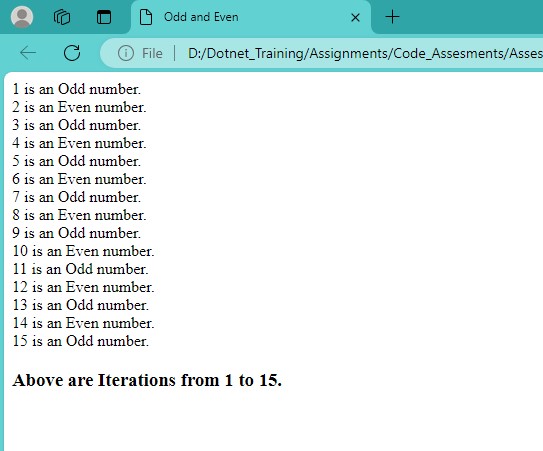 Odd and Even
File D:/Dotnet_Training/Assignments/Code_Assesments/Asses
1 is an Odd number.
2 is an Even number.
3 is an Odd number.
4 is an Even number.
5 is an Odd number.
6 is an Even number.
7 is an Odd number.
8 is an Even number.
9 is an Odd number.
10 is an Even number.
11 is an Odd number.
12 is an Even number.
13 is an Odd number.
14 is an Even number.
15 is an Odd number.
Above are Iterations from 1 to 15.